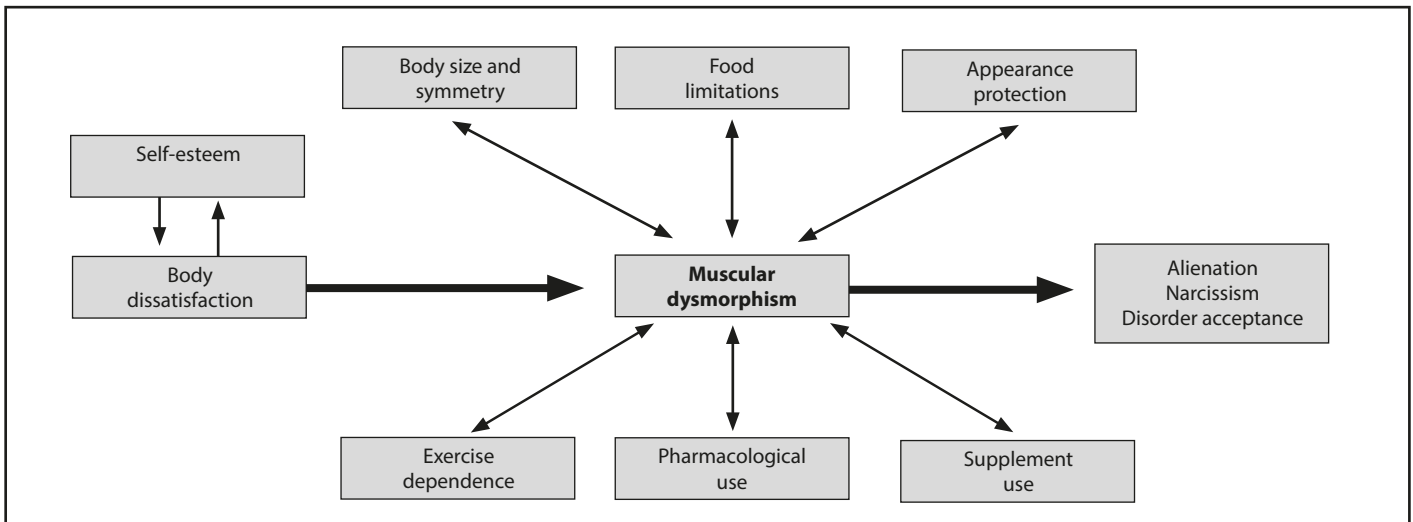 Body size and
symmetry
Food
limitations
Appearance
protection
Self-esteem
Body
dissatisfaction
Muscular
dysmorphism
Alienation
Narcissism
Disorder acceptance
Exercise
dependence
Pharmacological
use
Supplement
use